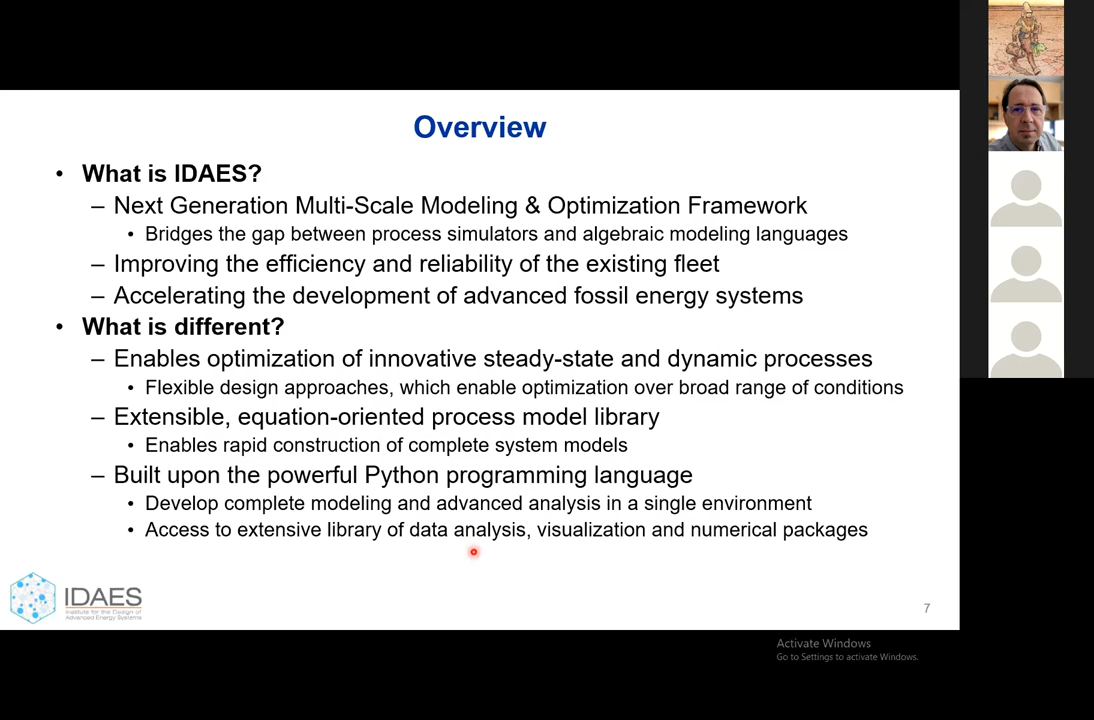 Overview
• What is IDAES?
– Next Generation Multi-Scale Modeling & Optimization Framework
• Bridges the gap between process simulators and algebraic modeling languages
– Improving the efficiency and reliability of the existing fleet
– Accelerating the development of advanced fossil energy systems
• What is different?
– Enables optimization of innovative steady-state and dynamic processes
• Flexible design approaches, which enable optimization over broad range of conditions
– Extensible, equation-oriented process model library
• Enables rapid construction of complete system models
– Built upon the powerful Python programming language
• Develop complete modeling and advanced analysis in a single environment
• Access to extensive library of data analysis, visualization and numerical packages
IDAES
Institute for the Design of
Advanced Energy Systems
7
Activate Windows
Go to Settings to activate Windows.